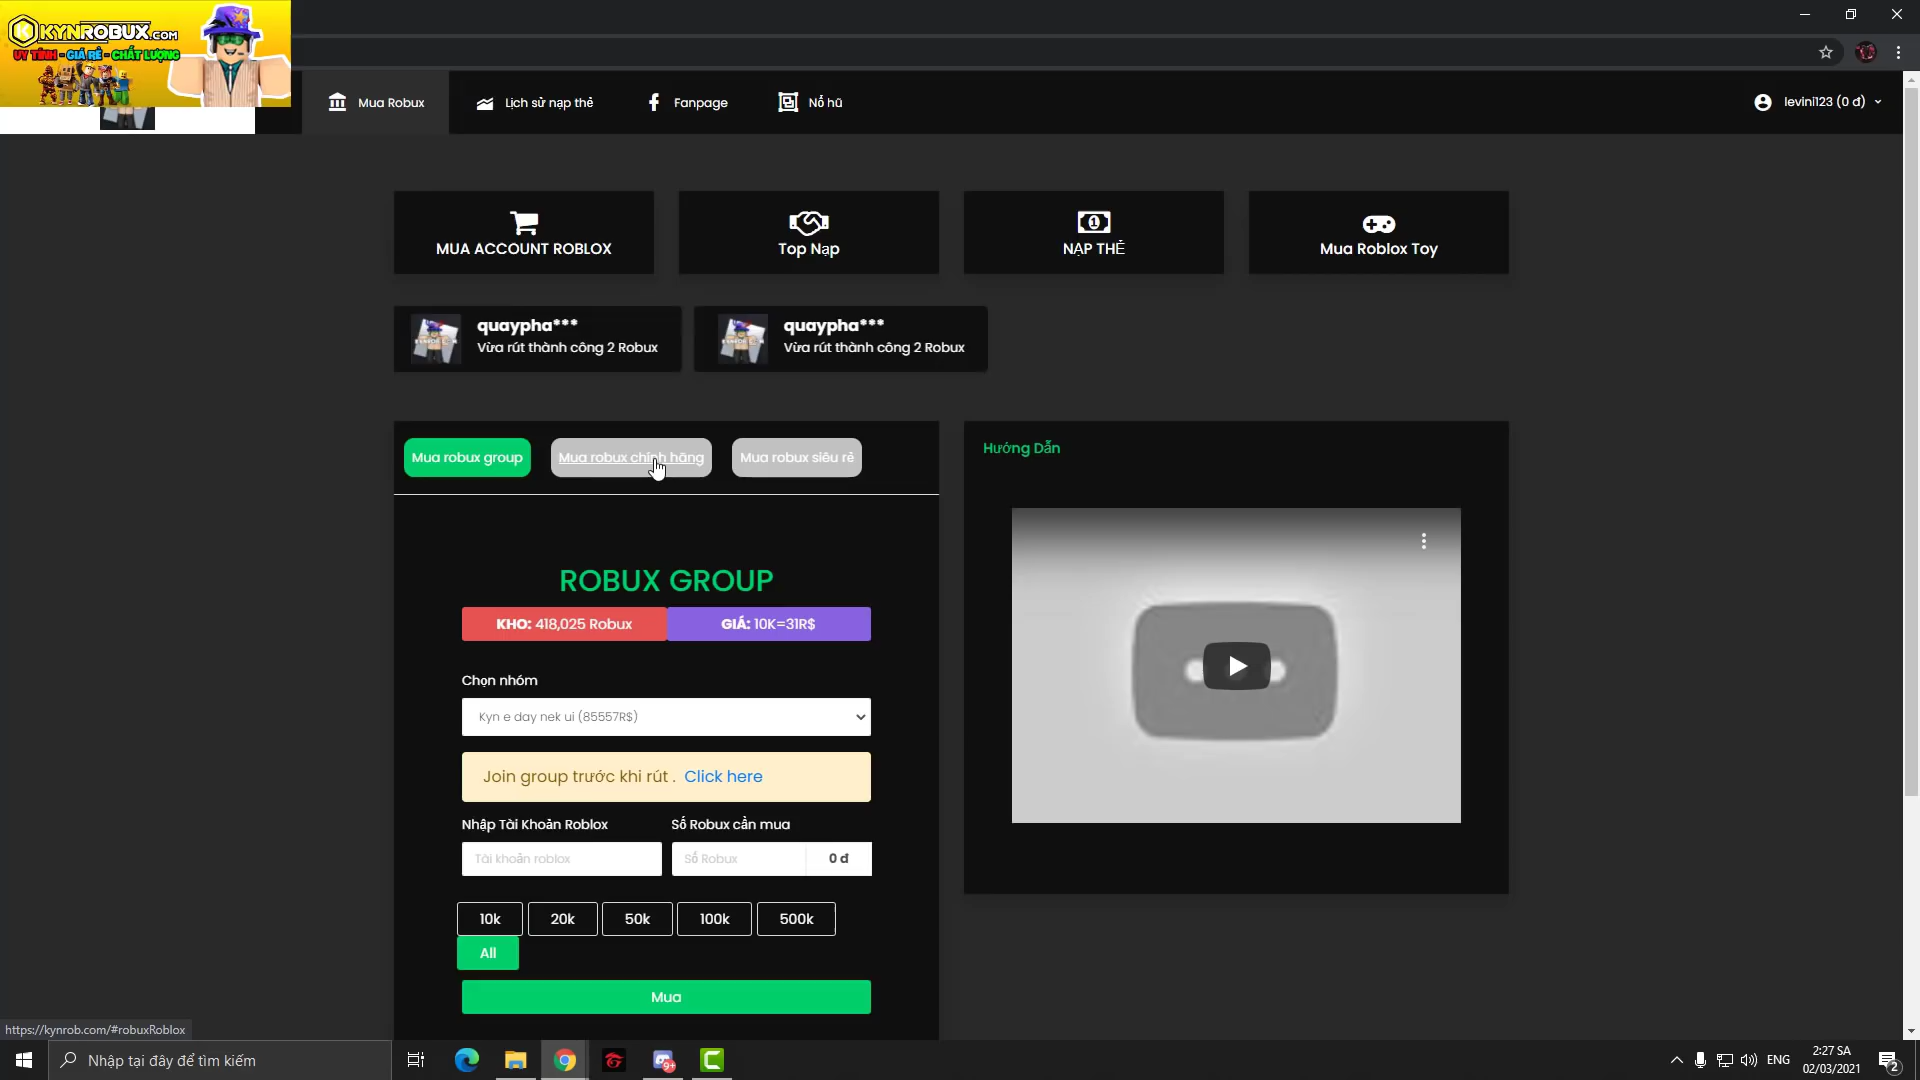 KYNROBUX.COM
UY TÍNH - GIÁ RẺ - CHẤT LƯỢNG
Mua Robux
Lịch sử nạp thẻ
Fanpage
Nổ hũ
levini123 (0 đ)
MUA ACCOUNT ROBLOX
Top Nạp
NẠP THẺ
Mua Roblox Toy
quaypha***
Vừa rút thành công 2 Robux
quaypha***
Vừa rút thành công 2 Robux
Mua robux group
Mua robux chính hãng
Mua robux siêu rẻ
Hướng Dẫn
ROBUX GROUP
KHO: 418,025 Robux
GIÁ: 10K=31R$
Chọn nhóm
Kyn e day nek ui (85557R$)
Join group trước khi rút . Click here
Nhập Tài Khoản Roblox
Số Robux cần mua
Tài khoản roblox
Số Robux
0 đ
10k
20k
50k
100k
500k
All
Mua
https://kynrob.com/#robuxRoblox
Nhập tại đây để tìm kiếm
9+
ENG
2:27 SA
02/03/2021
2